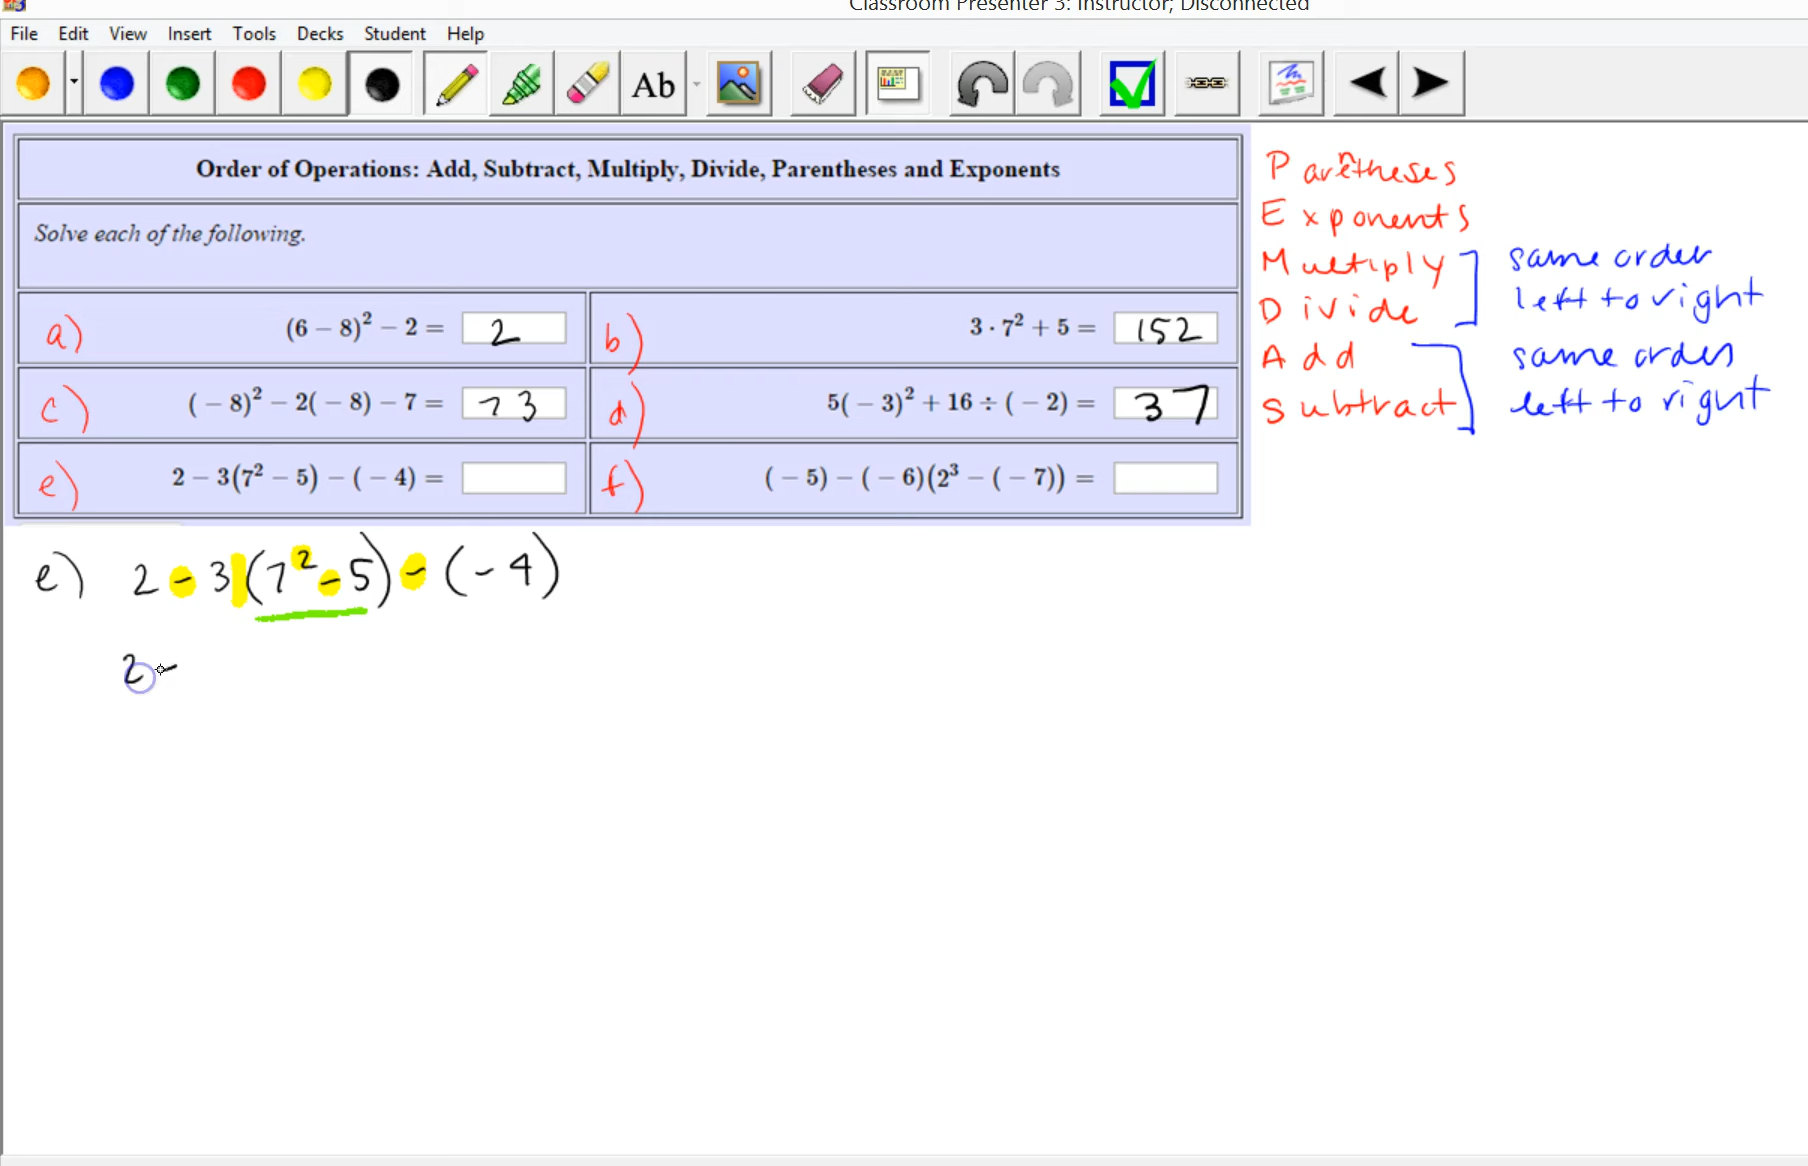 Classroom Presenter 3: Instructor; Disconnected
File Edit View Insert Tools Decks Student Help
Ab
Order of Operations: Add, Subtract, Multiply, Divide, Parentheses and Exponents
Solve each of the following.
a) (6 − 8)² − 2 = 2
b) 3 · 7² + 5 = 152
c) ( − 8)² − 2( − 8) − 7 = 73
d) 5( − 3)² + 16 ÷ ( − 2) = 37
e) 2 − 3(7² − 5) − ( − 4) =
f) ( − 5) − ( − 6)(2³ − ( − 7)) =
Parentheses
Exponents
Multiply
Divide
same order
left to right
Add
Subtract
same order
left to right
e) 2 - 3(7² - 5) - (-4)
2 -